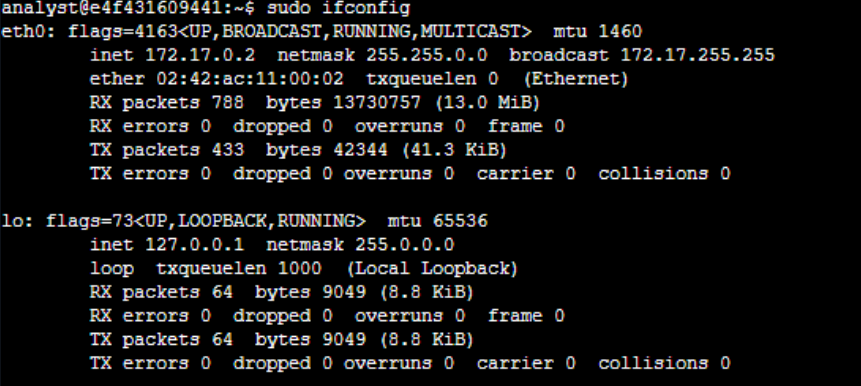 analyst@e4f431609441:~$ sudo ifconfig
eth0: flags=4163<UP,BROADCAST,RUNNING,MULTICAST>  mtu 1460
        inet 172.17.0.2  netmask 255.255.0.0  broadcast 172.17.255.255
        ether 02:42:ac:11:00:02  txqueuelen 0  (Ethernet)
        RX packets 788  bytes 13730757 (13.0 MiB)
        RX errors 0  dropped 0  overruns 0  frame 0
        TX packets 433  bytes 42344 (41.3 KiB)
        TX errors 0  dropped 0 overruns 0  carrier 0  collisions 0

lo: flags=73<UP,LOOPBACK,RUNNING>  mtu 65536
        inet 127.0.0.1  netmask 255.0.0.0
        loop  txqueuelen 1000  (Local Loopback)
        RX packets 64  bytes 9049 (8.8 KiB)
        RX errors 0  dropped 0  overruns 0  frame 0
        TX packets 64  bytes 9049 (8.8 KiB)
        TX errors 0  dropped 0 overruns 0  carrier 0  collisions 0